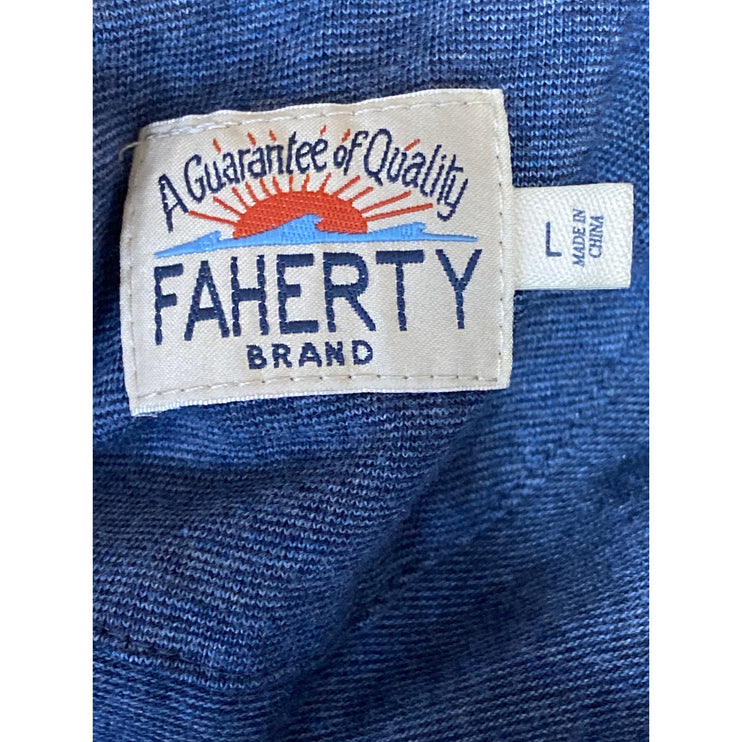 A Guarantee of Quality
FAHERTY
BRAND
L
MADE IN
CHINA